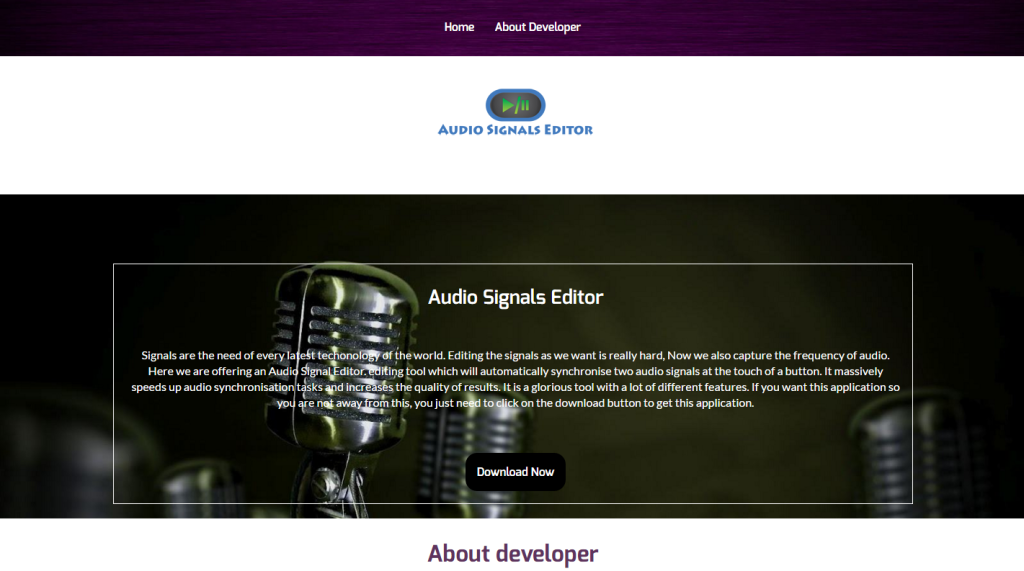 Home About Developer
Audio Signals Editor
Audio Signals Editor
Signals are the need of every latest techonology of the world. Editing the signals as we want is really hard, Now we also capture the frequency of audio.
Here we are offering an Audio Signal Editor. editing tool which will automatically synchronise two audio signals at the touch of a button. It massively
speeds up audio synchronisation tasks and increases the quality of results. It is a glorious tool with a lot of different features. If you want this application so
you are not away from this, you just need to click on the download button to get this application.
Download Now
About developer